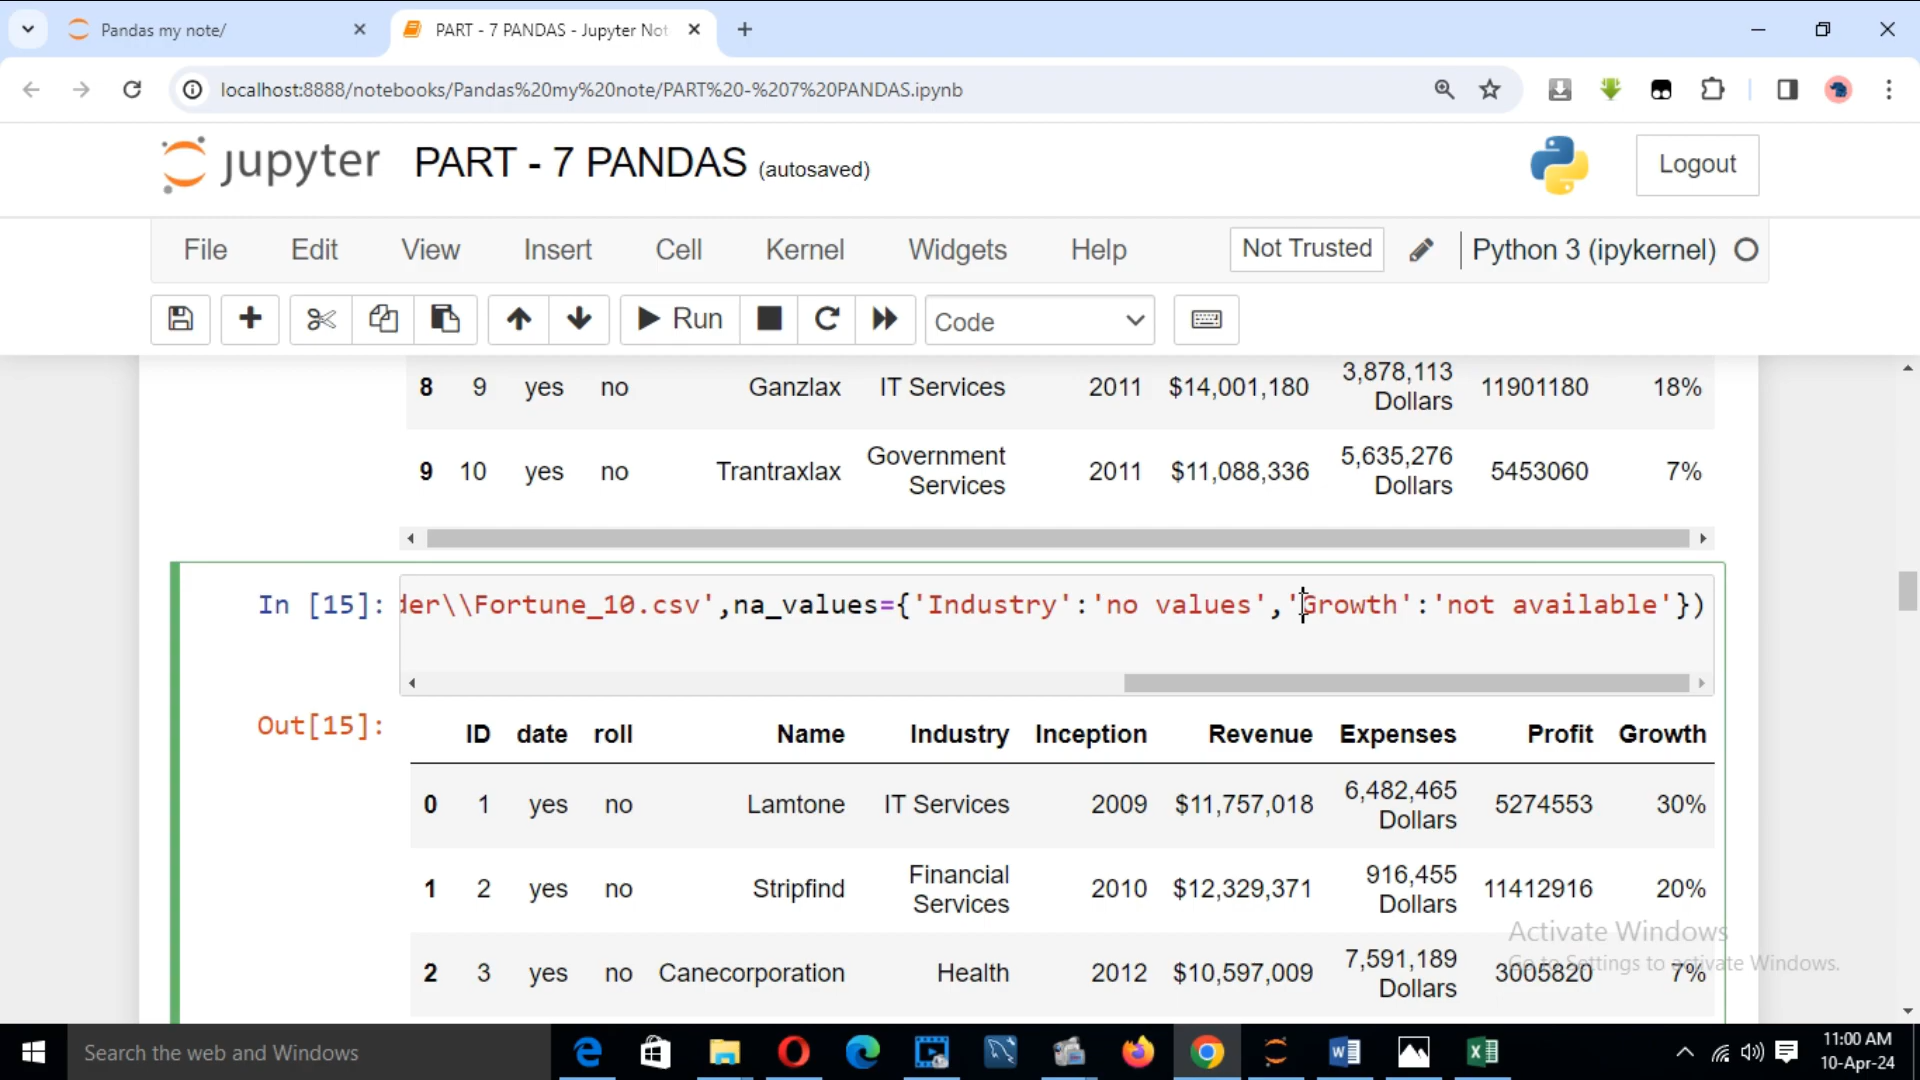 Pandas my note/
PART - 7 PANDAS - Jupyter Not
localhost:8888/notebooks/Pandas%20my%20note/PART%20-%207%20PANDAS.ipynb
jupyter PART - 7 PANDAS (autosaved)
Logout
File Edit View Insert Cell Kernel Widgets Help Not Trusted Python 3 (ipykernel)
Run Code
8 9 yes no Ganzlax IT Services 2011 $14,001,180 3,878,113 Dollars 11901180 18%
9 10 yes no Trantraxlax Government Services 2011 $11,088,336 5,635,276 Dollars 5453060 7%
In [15]: der\\Fortune_10.csv',na_values={'Industry':'no values','Growth':'not available'})
Out[15]:
ID date roll Name Industry Inception Revenue Expenses Profit Growth
0 1 yes no Lamtone IT Services 2009 $11,757,018 6,482,465 Dollars 5274553 30%
1 2 yes no Stripfind Financial Services 2010 $12,329,371 916,455 Dollars 11412916 20%
2 3 yes no Canecorporation Health 2012 $10,597,009 7,591,189 Dollars 3005820 7%
Activate Windows
Go to Settings to activate Windows.
Search the web and Windows
11:00 AM
10-Apr-24